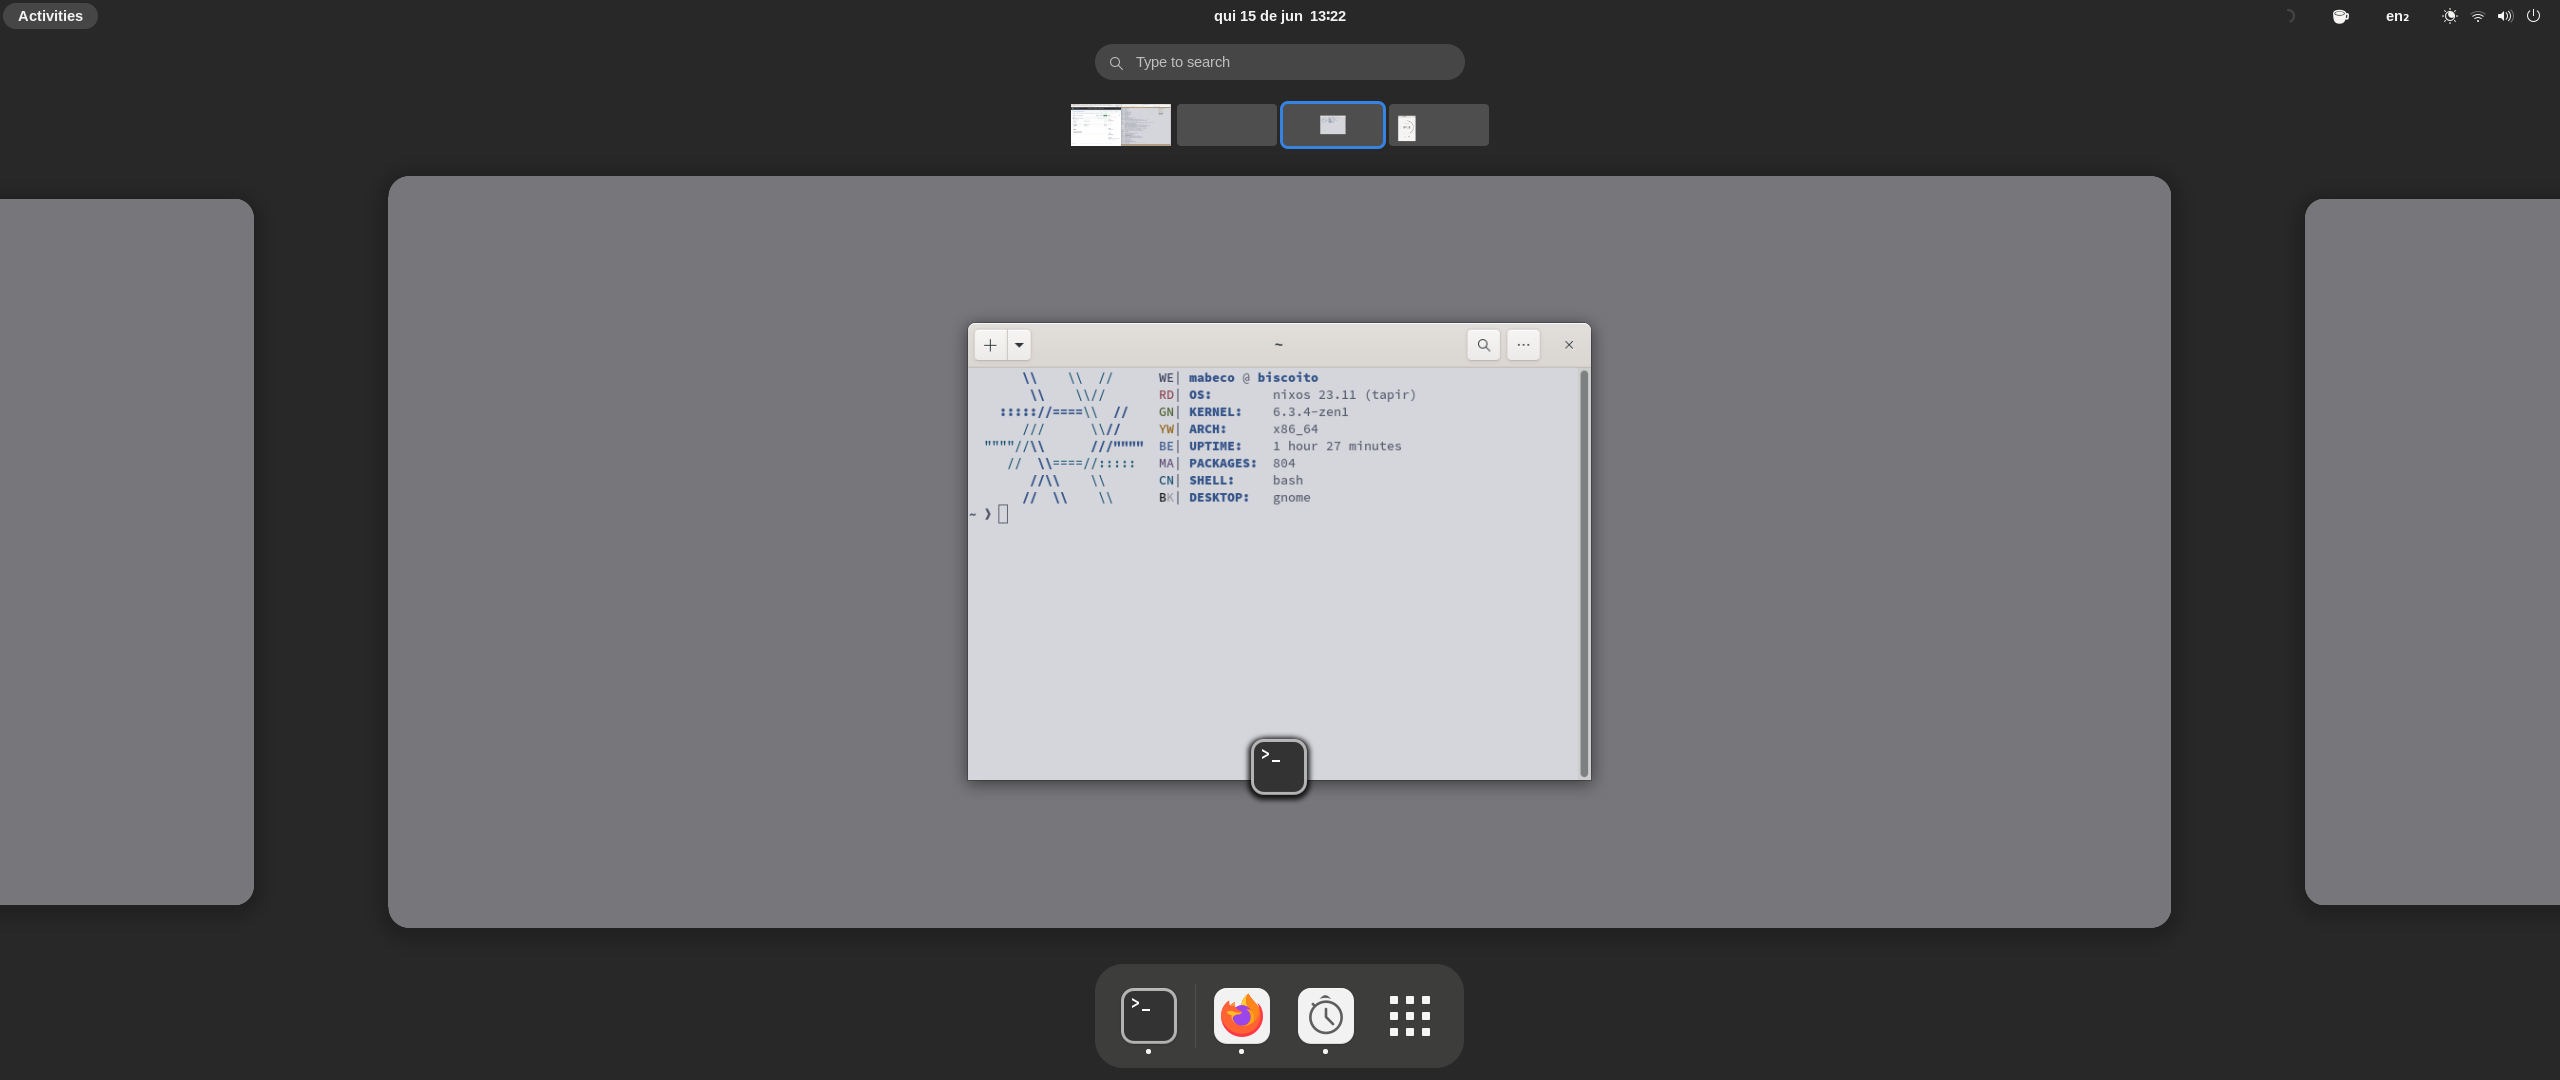 Activities
qui 15 de jun 13:22
en₂
Type to search
~
\\    \\  //      WE│ mabeco @ biscoito
\\    \\//       RD│ OS:        nixos 23.11 (tapir)
:::::://====\\  //    GN│ KERNEL:    6.3.4-zen1
///      \\//     YW│ ARCH:      x86_64
""""//\\      ///""""  BE│ UPTIME:    1 hour 27 minutes
//  \\====//:::::   MA│ PACKAGES:  804
//\\    \\       CN│ SHELL:     bash
//  \\    \\      BK│ DESKTOP:   gnome
~ ❯
>_
>_